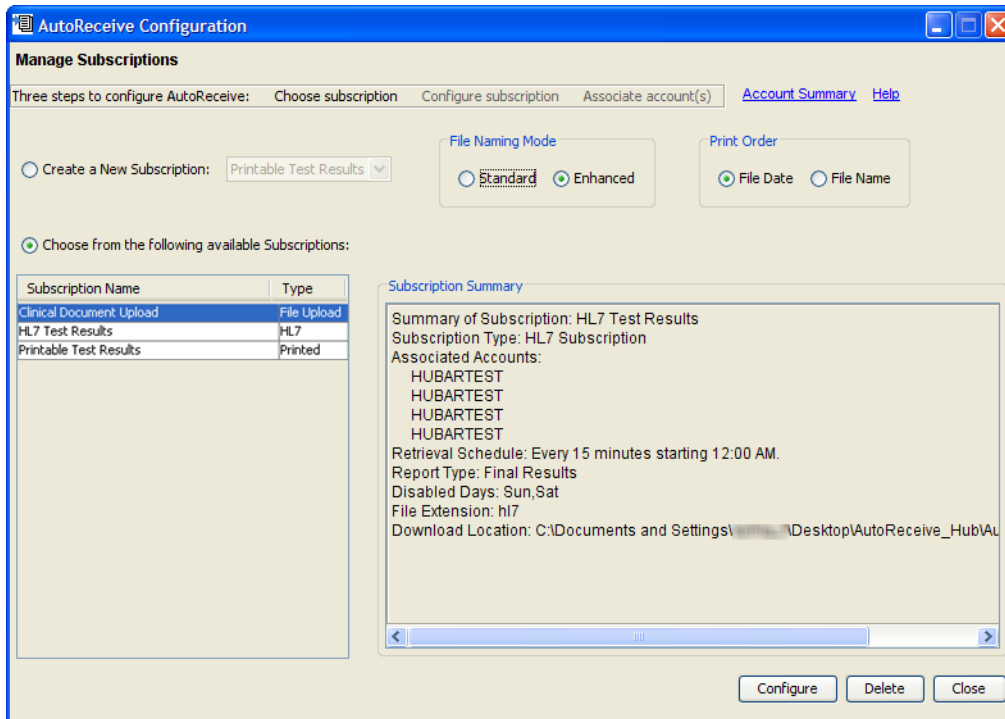 AutoReceive Configuration
Manage Subscriptions
Three steps to configure AutoReceive: Choose subscription Configure subscription Associate account(s) Account Summary Help
File Naming Mode Print Order
Create a New Subscription: Printable Test Results Standard Enhanced File Date File Name
Choose from the following available Subscriptions:
Subscription Name Type
Clinical Document Upload File Upload
HL7 Test Results HL7
Printable Test Results Printed
Subscription Summary
Summary of Subscription: HL7 Test Results
Subscription Type: HL7 Subscription
Associated Accounts:
HUBARTEST
HUBARTEST
HUBARTEST
HUBARTEST
Retrieval Schedule: Every 15 minutes starting 12:00 AM.
Report Type: Final Results
Disabled Days: Sun,Sat
File Extension: hl7
Download Location: C:\Documents and Settings\ \Desktop\AutoReceive_Hub\Au
Configure Delete Close